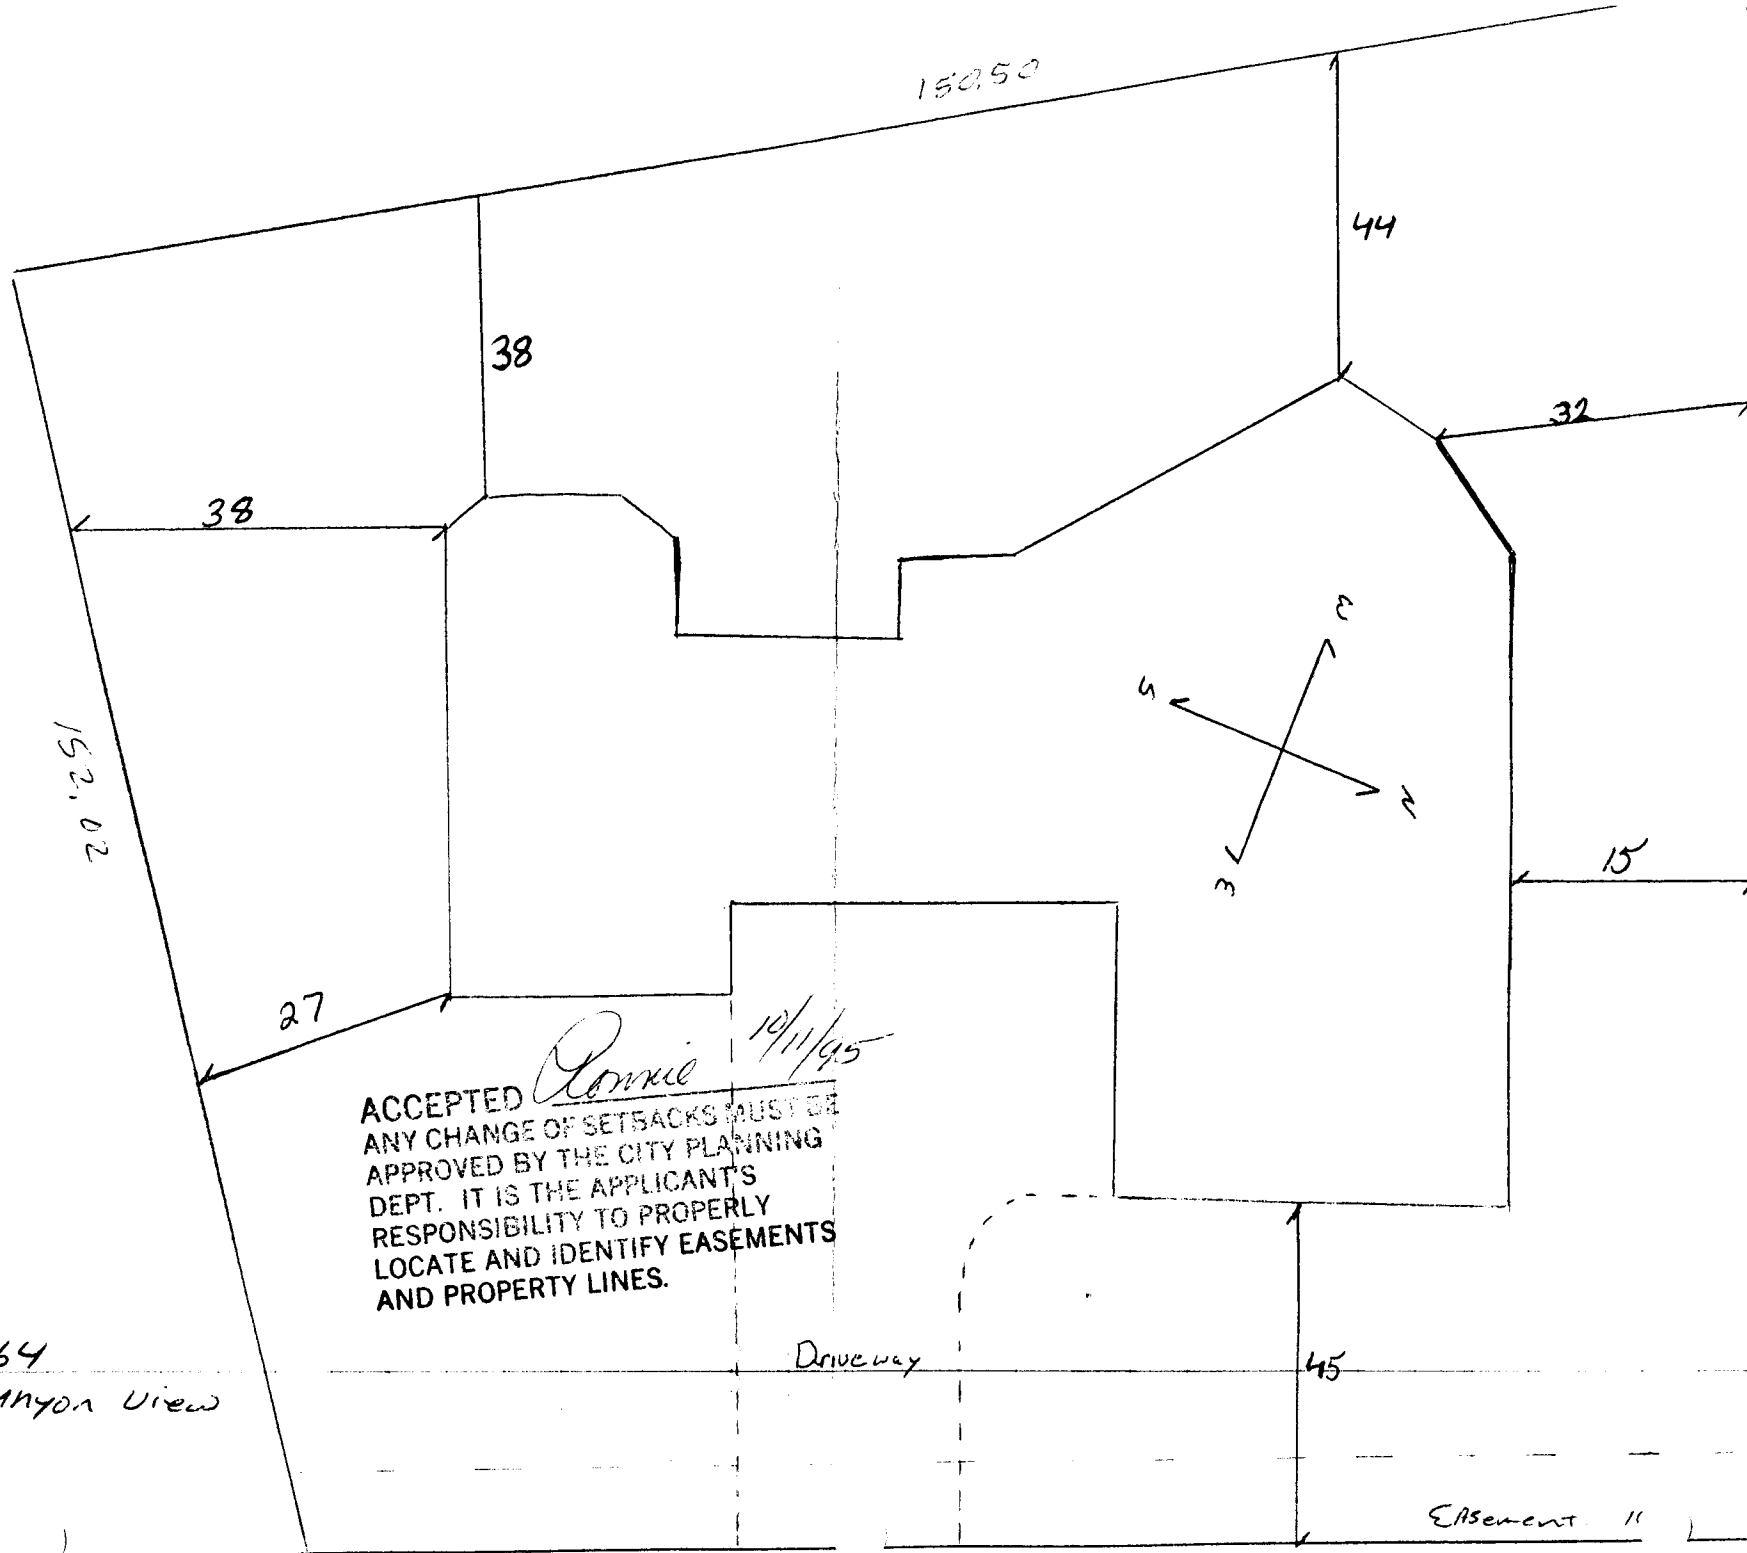 150.50
44
38
32
38
152.02
15
27
ACCEPTED Ronnie 10/11/95
ANY CHANGE OF SETBACKS MUST BE
APPROVED BY THE CITY PLANNING
DEPT. IT IS THE APPLICANT'S
RESPONSIBILITY TO PROPERLY
LOCATE AND IDENTIFY EASEMENTS
AND PROPERTY LINES.
64
Driveway
45
anyon View
Easement